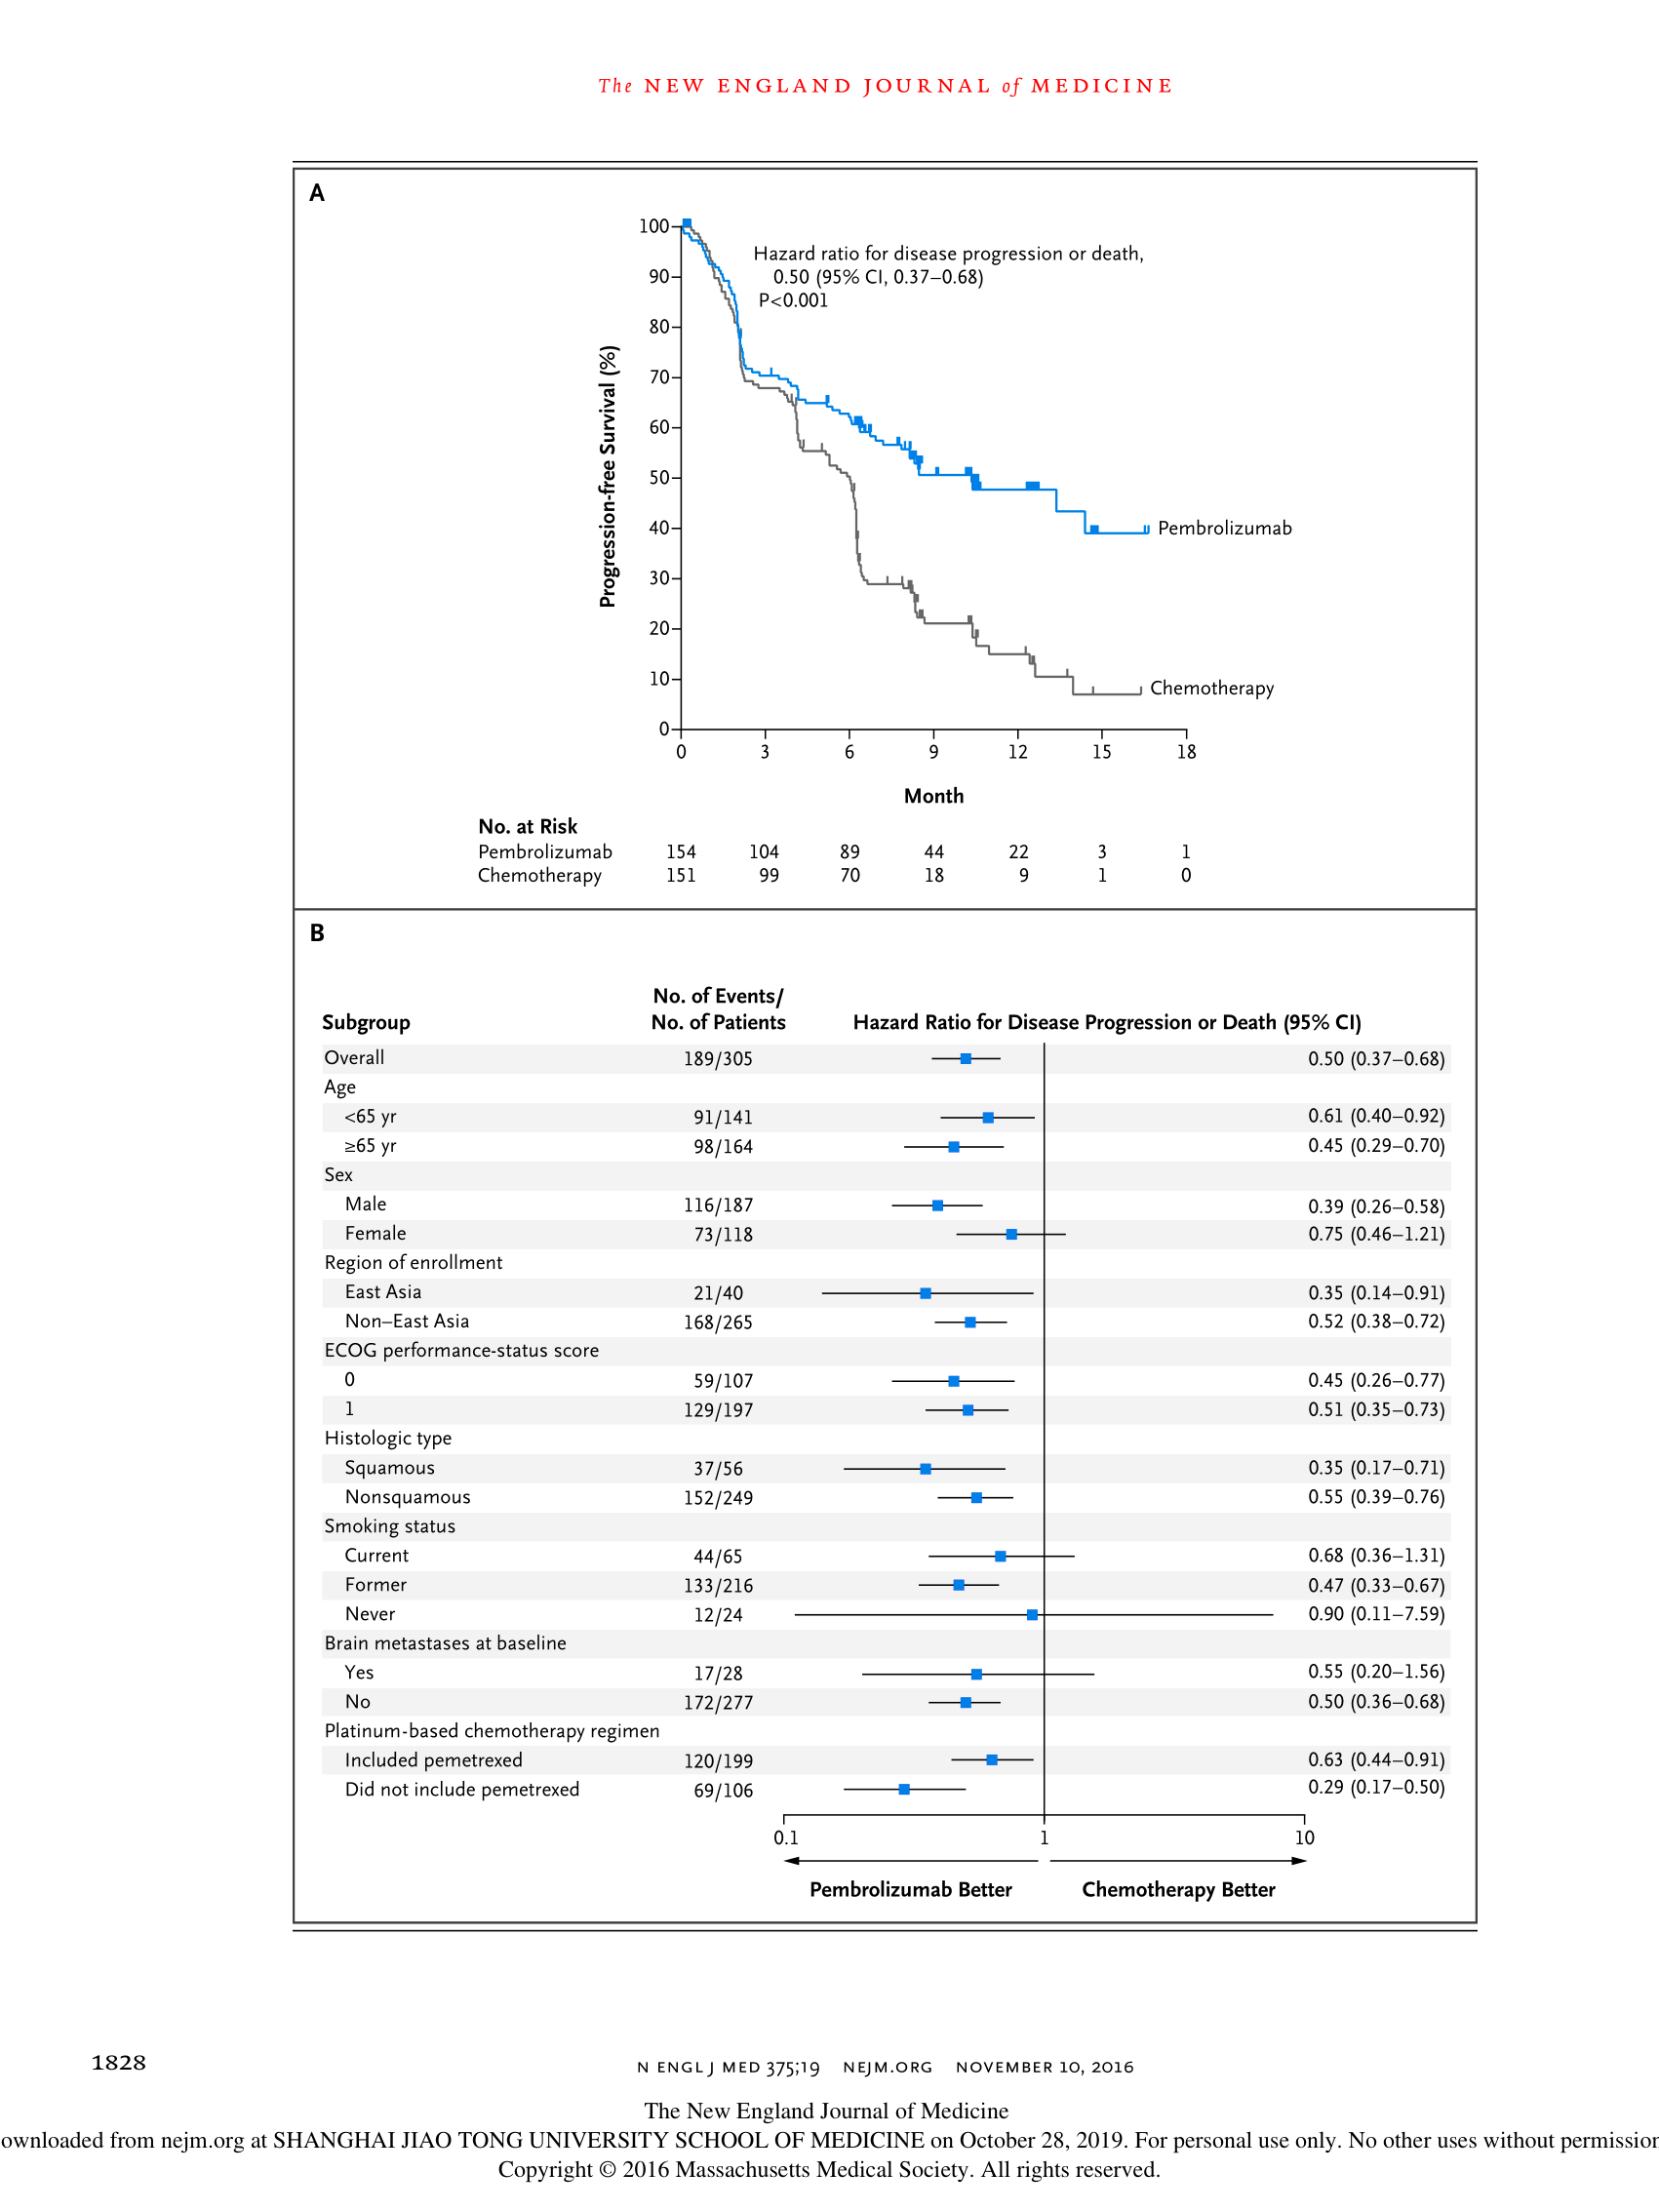 The NEW ENGLAND JOURNAL of MEDICINE
A
100
90
80
70
60
50
40
30
20
10
0
Progression-free Survival (%)
Hazard ratio for disease progression or death,
0.50 (95% CI, 0.37–0.68)
P<0.001
Pembrolizumab
Chemotherapy
0 3 6 9 12 15 18
Month
No. at Risk
Pembrolizumab 154 104 89 44 22 3 1
Chemotherapy 151 99 70 18 9 1 0
B
No. of Events/
Subgroup No. of Patients Hazard Ratio for Disease Progression or Death (95% CI)
Overall 189/305 0.50 (0.37–0.68)
Age
<65 yr 91/141 0.61 (0.40–0.92)
≥65 yr 98/164 0.45 (0.29–0.70)
Sex
Male 116/187 0.39 (0.26–0.58)
Female 73/118 0.75 (0.46–1.21)
Region of enrollment
East Asia 21/40 0.35 (0.14–0.91)
Non–East Asia 168/265 0.52 (0.38–0.72)
ECOG performance-status score
0 59/107 0.45 (0.26–0.77)
1 129/197 0.51 (0.35–0.73)
Histologic type
Squamous 37/56 0.35 (0.17–0.71)
Nonsquamous 152/249 0.55 (0.39–0.76)
Smoking status
Current 44/65 0.68 (0.36–1.31)
Former 133/216 0.47 (0.33–0.67)
Never 12/24 0.90 (0.11–7.59)
Brain metastases at baseline
Yes 17/28 0.55 (0.20–1.56)
No 172/277 0.50 (0.36–0.68)
Platinum-based chemotherapy regimen
Included pemetrexed 120/199 0.63 (0.44–0.91)
Did not include pemetrexed 69/106 0.29 (0.17–0.50)
0.1 1 10
Pembrolizumab Better Chemotherapy Better
1828 N ENGL J MED 375;19 NEJM.ORG NOVEMBER 10, 2016
The New England Journal of Medicine
ownloaded from nejm.org at SHANGHAI JIAO TONG UNIVERSITY SCHOOL OF MEDICINE on October 28, 2019. For personal use only. No other uses without permission
Copyright © 2016 Massachusetts Medical Society. All rights reserved.